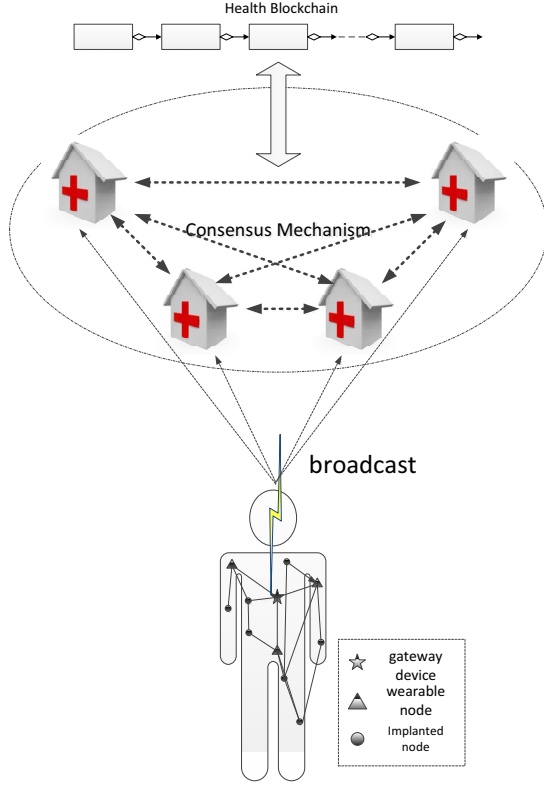 Health Blockchain
Consensus Mechanism
broadcast
gateway
device
wearable
node
Implanted
node